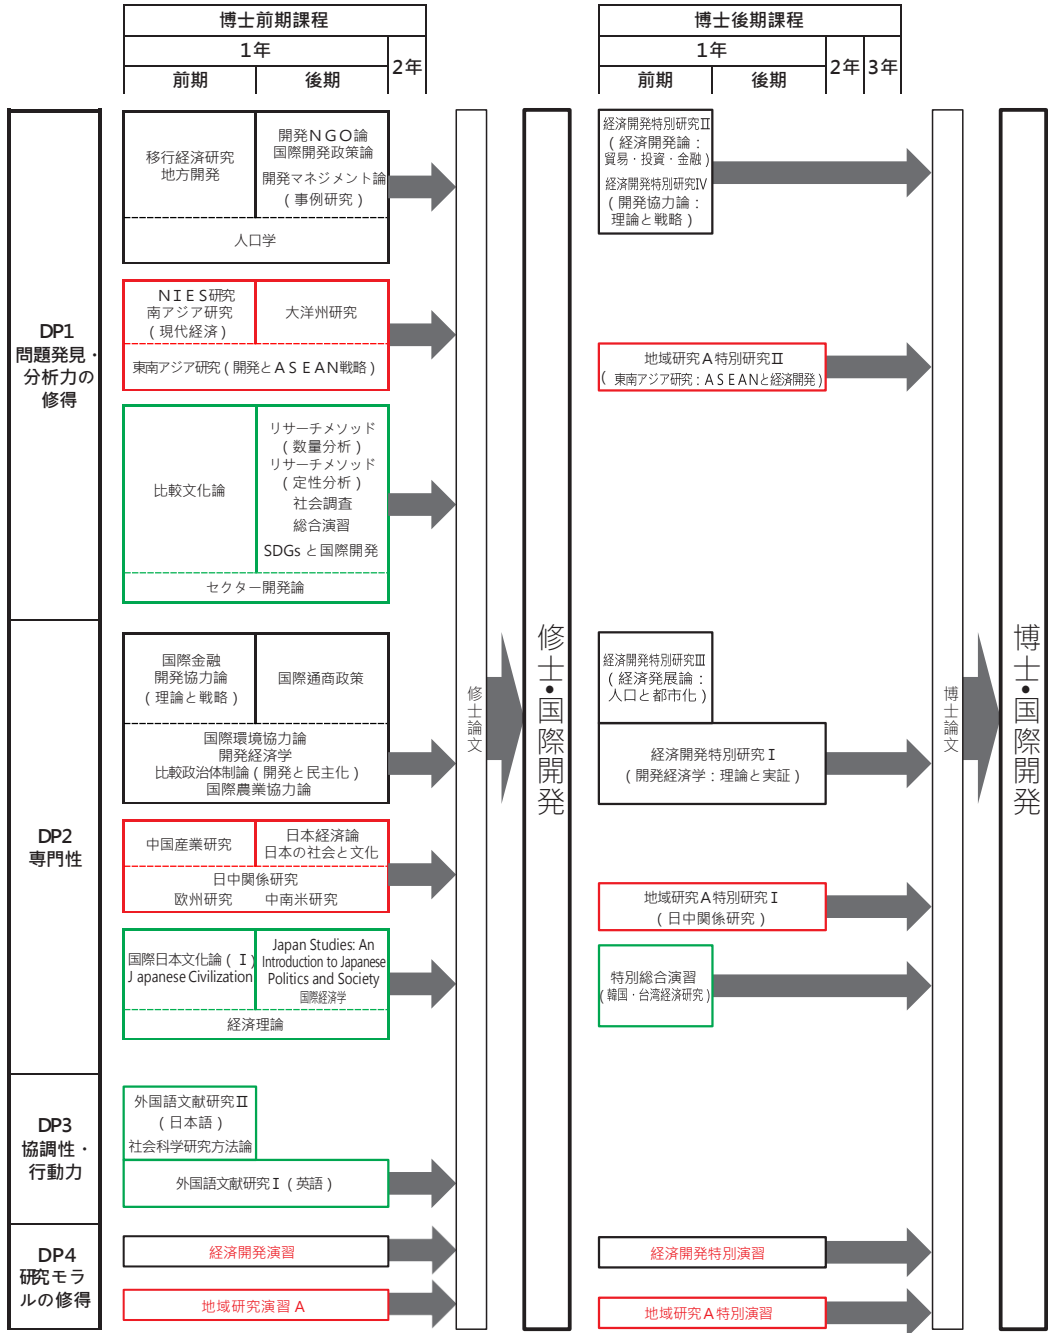 博士前期課程
1年
2年
前期
後期
博士後期課程
1年
2年
3年
前期
後期
DP1
問題発見・
分析力の
修得
移行経済研究
地方開発
開発NGO論
国際開発政策論
開発マネジメント論
(事例研究)
人口学
NIES研究
南アジア研究
(現代経済)
大洋州研究
東南アジア研究(開発とASEAN戦略)
比較文化論
リサーチメソッド
(数量分析)
リサーチメソッド
(定性分析)
社会調査
総合演習
SDGsと国際開発
セクター開発論
経済開発特別研究Ⅱ
(経済開発論:
貿易・投資・金融)
経済開発特別研究Ⅳ
(開発協力論:
理論と戦略)
地域研究A特別研究Ⅱ
(東南アジア研究:ASEANと経済開発)
DP2
専門性
国際金融
開発協力論
(理論と戦略)
国際通商政策
国際環境協力論
開発経済学
比較政治体制論(開発と民主化)
国際農業協力論
中国産業研究
日本経済論
日本の社会と文化
日中関係研究
欧州研究 中南米研究
国際日本文化論(Ⅰ)
Japanese Civilization
Japan Studies: An
Introduction to Japanese
Politics and Society
国際経済学
経済理論
経済開発特別研究Ⅲ
(経済発展論:
人口と都市化)
経済開発特別研究Ⅰ
(開発経済学:理論と実証)
地域研究A特別研究Ⅰ
(日中関係研究)
特別総合演習
(韓国・台湾経済研究)
DP3
協調性・
行動力
外国語文献研究Ⅱ
(日本語)
社会科学研究方法論
外国語文献研究Ⅰ(英語)
DP4
研究モラ
ルの修得
経済開発演習
地域研究演習A
経済開発特別演習
地域研究A特別演習
修士論文
修士・国際開発
博士論文
博士・国際開発